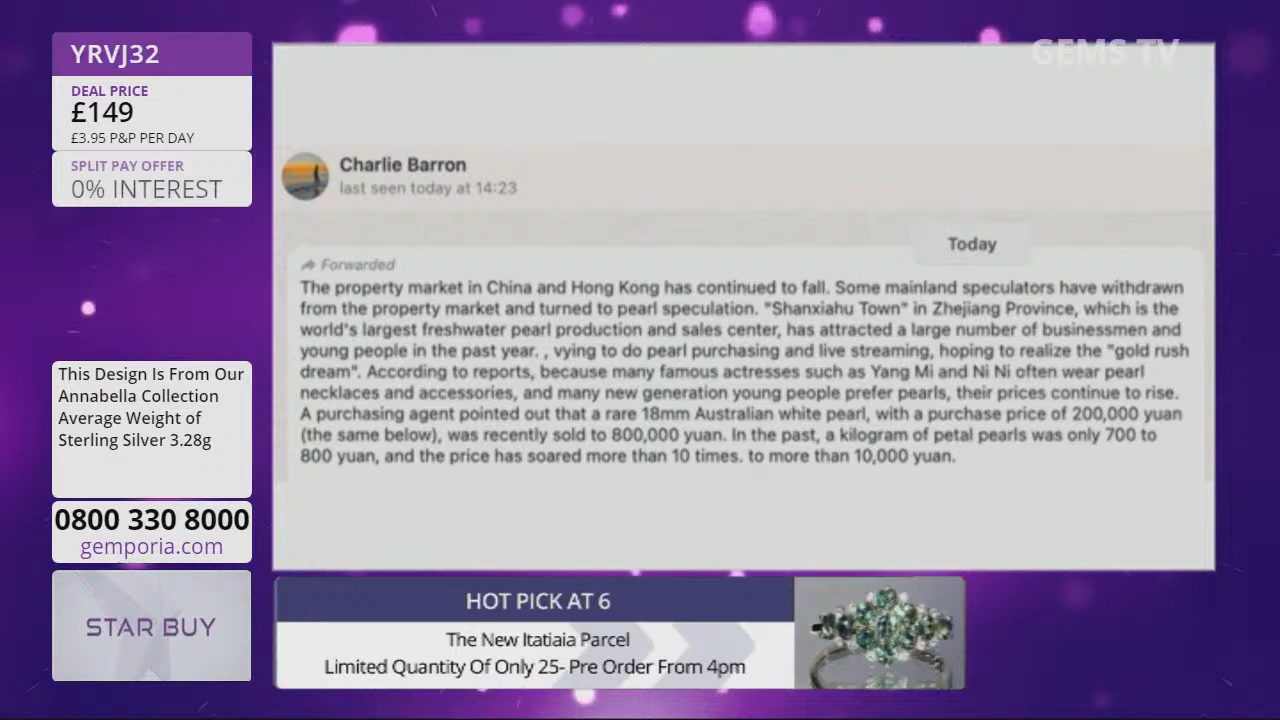 YRVJ32
DEAL PRICE
£149
£3.95 P&P PER DAY
SPLIT PAY OFFER
0% INTEREST
This Design Is From Our
Annabella Collection
Average Weight of
Sterling Silver 3.28g
0800 330 8000
gemporia.com
STAR BUY
GEMS TV
Charlie Barron
last seen today at 14:23
Today
Forwarded
The property market in China and Hong Kong has continued to fall. Some mainland speculators have withdrawn
from the property market and turned to pearl speculation. "Shanxiahu Town" in Zhejiang Province, which is the
world's largest freshwater pearl production and sales center, has attracted a large number of businessmen and
young people in the past year. , vying to do pearl purchasing and live streaming, hoping to realize the "gold rush
dream". According to reports, because many famous actresses such as Yang Mi and Ni Ni often wear pearl
necklaces and accessories, and many new generation young people prefer pearls, their prices continue to rise.
A purchasing agent pointed out that a rare 18mm Australian white pearl, with a purchase price of 200,000 yuan
(the same below), was recently sold to 800,000 yuan. In the past, a kilogram of petal pearls was only 700 to
800 yuan, and the price has soared more than 10 times. to more than 10,000 yuan.
HOT PICK AT 6
The New Itatiaia Parcel
Limited Quantity Of Only 25- Pre Order From 4pm